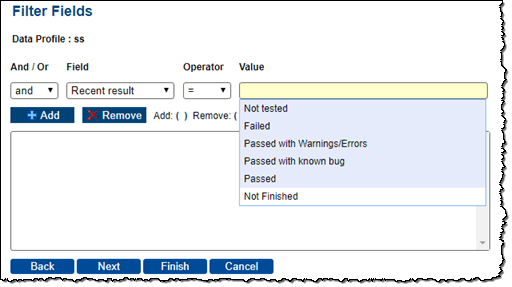 Filter Fields
Data Profile : ss
And / Or Field Operator Value
and Recent result =
Not tested
+ Add Remove Add: ( ) Remove: (
Failed
Passed with Warnings/Errors
Passed with known bug
Passed
Not Finished
Back Next Finish Cancel